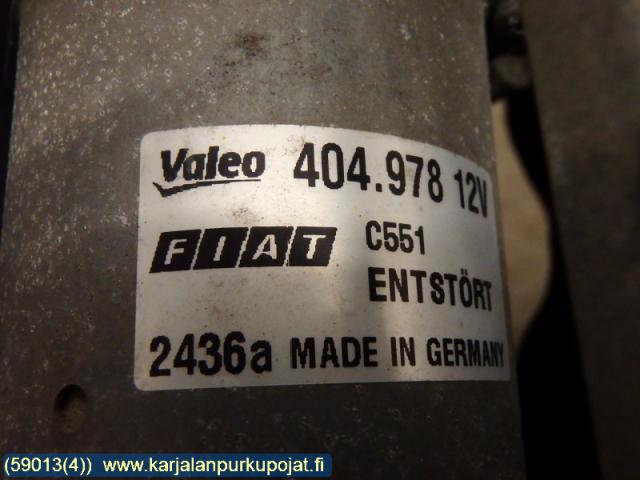 Valeo 404.978 12V
FIAT C551
ENTSTÖRT
2436a MADE IN GERMANY
(59013(4)) www.karjalanpurkupojat.fi